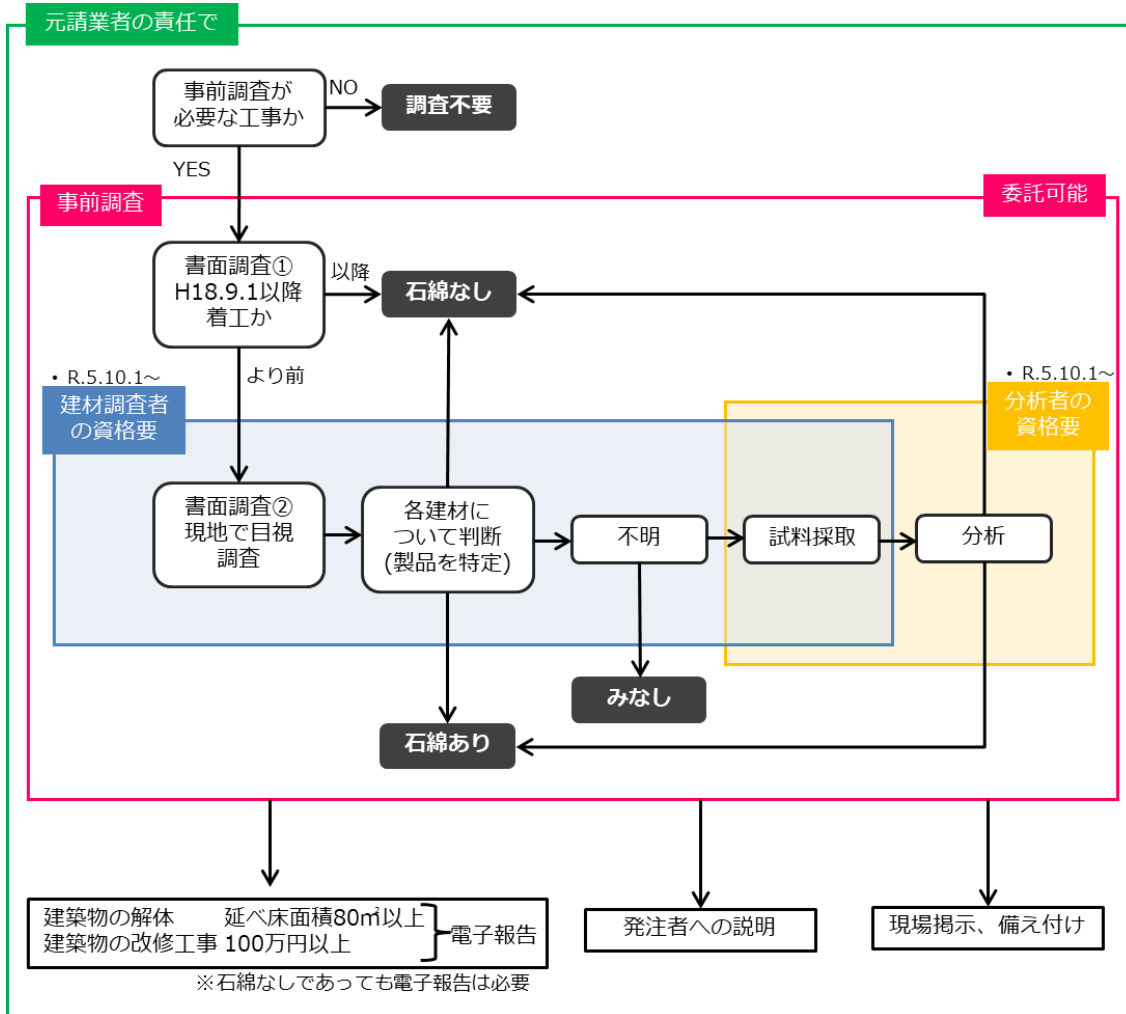 元請業者の責任で
事前調査が
必要な工事か
NO
調査不要
YES
事前調査
委託可能
書面調査①
H18.9.1以降
着工か
以降
石綿なし
より前
・ R.5.10.1～
建材調査者
の資格要
・ R.5.10.1～
分析者の
資格要
書面調査②
現地で目視
調査
各建材に
ついて判断
(製品を特定)
不明
試料採取
分析
みなし
石綿あり
建築物の解体 延べ床面積80㎡以上
建築物の改修工事 100万円以上
電子報告
※石綿なしであっても電子報告は必要
発注者への説明
現場掲示、備え付け